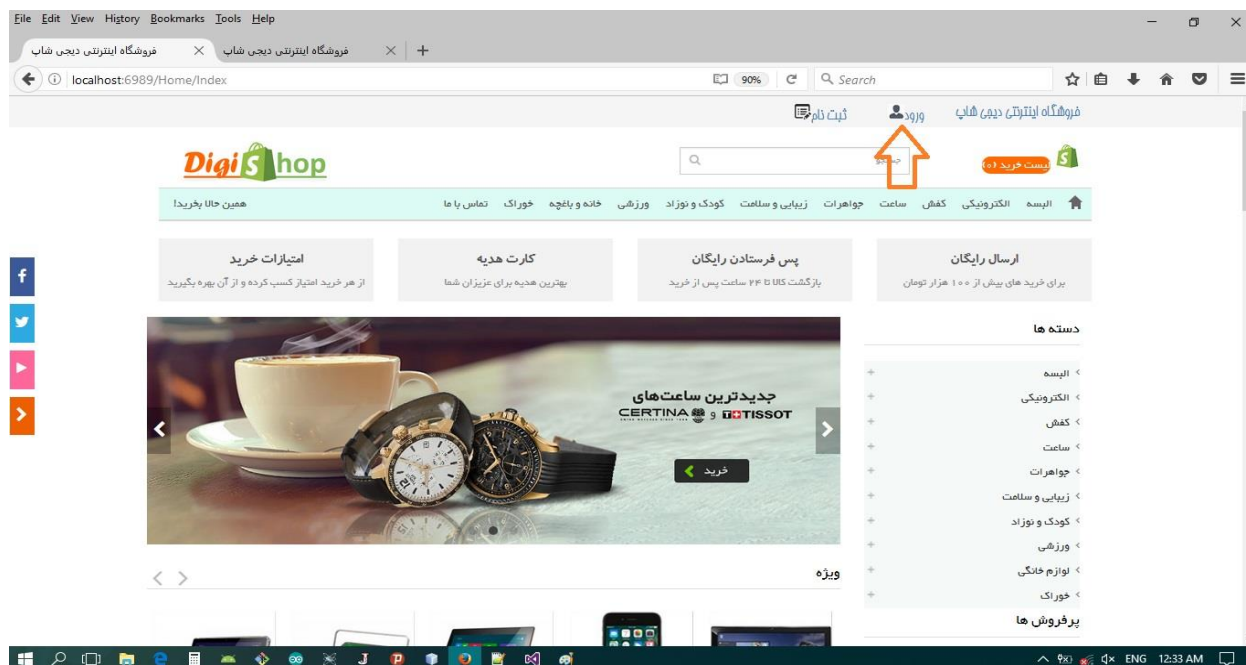 File Edit View History Bookmarks Tools Help
فروشگاه اینترنتی دیجی شاپ
فروشگاه اینترنتی دیجی شاپ
localhost:6989/Home/Index
90%
Search
فروشگاه اینترنتی دیجی شاپ
ورود
ثبت نام
Digi Shop
لیست خرید (0)
البسه الکترونیکی کفش ساعت جواهرات زیبایی و سلامت کودک و نوزاد ورزشی خانه و باغچه خوراک تماس با ما
همین حالا بخرید!
ارسال رایگان
برای خرید های بیش از ۱۰۰ هزار تومان
پس فرستادن رایگان
بازگشت کالا تا ۲۴ ساعت پس از خرید
کارت هدیه
بهترین هدیه برای عزیزان شما
امتیازات خرید
از هر خرید امتیاز کسب کرده و از آن بهره بگیرید
دسته ها
البسه
الکترونیکی
کفش
ساعت
جواهرات
زیبایی و سلامت
کودک و نوزاد
ورزشی
لوازم خانگی
خوراک
پرفروش ها
جدیدترین ساعت‌های
TISSOT و CERTINA
خرید
ویژه
ENG 12:33 AM